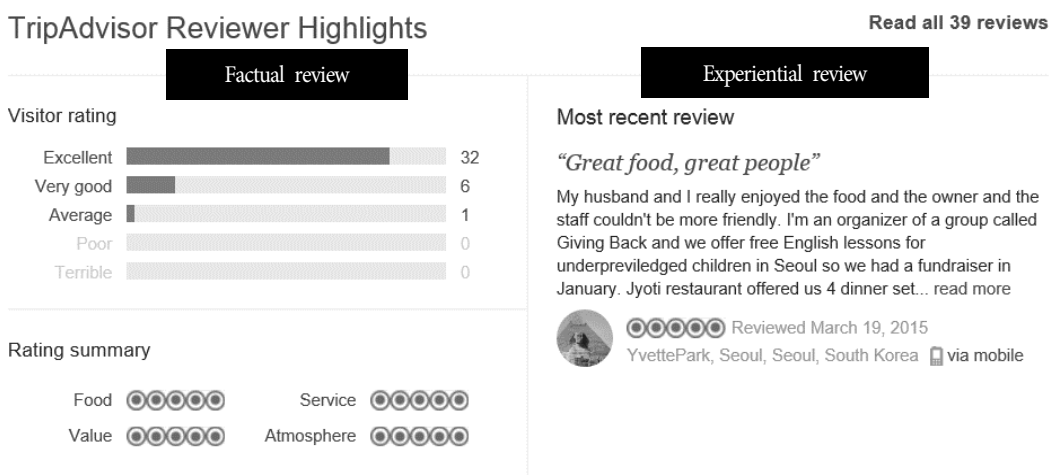 TripAdvisor Reviewer Highlights
Read all 39 reviews
Factual review
Visitor rating
Excellent 32
Very good 6
Average 1
Poor 0
Terrible 0
Rating summary
Food
Service
Value
Atmosphere
Experiential review
Most recent review
“Great food, great people”
My husband and I really enjoyed the food and the owner and the
staff couldn't be more friendly. I'm an organizer of a group called
Giving Back and we offer free English lessons for
underpreviledged children in Seoul so we had a fundraiser in
January. Jyoti restaurant offered us 4 dinner set... read more
Reviewed March 19, 2015
YvettePark, Seoul, Seoul, South Korea via mobile